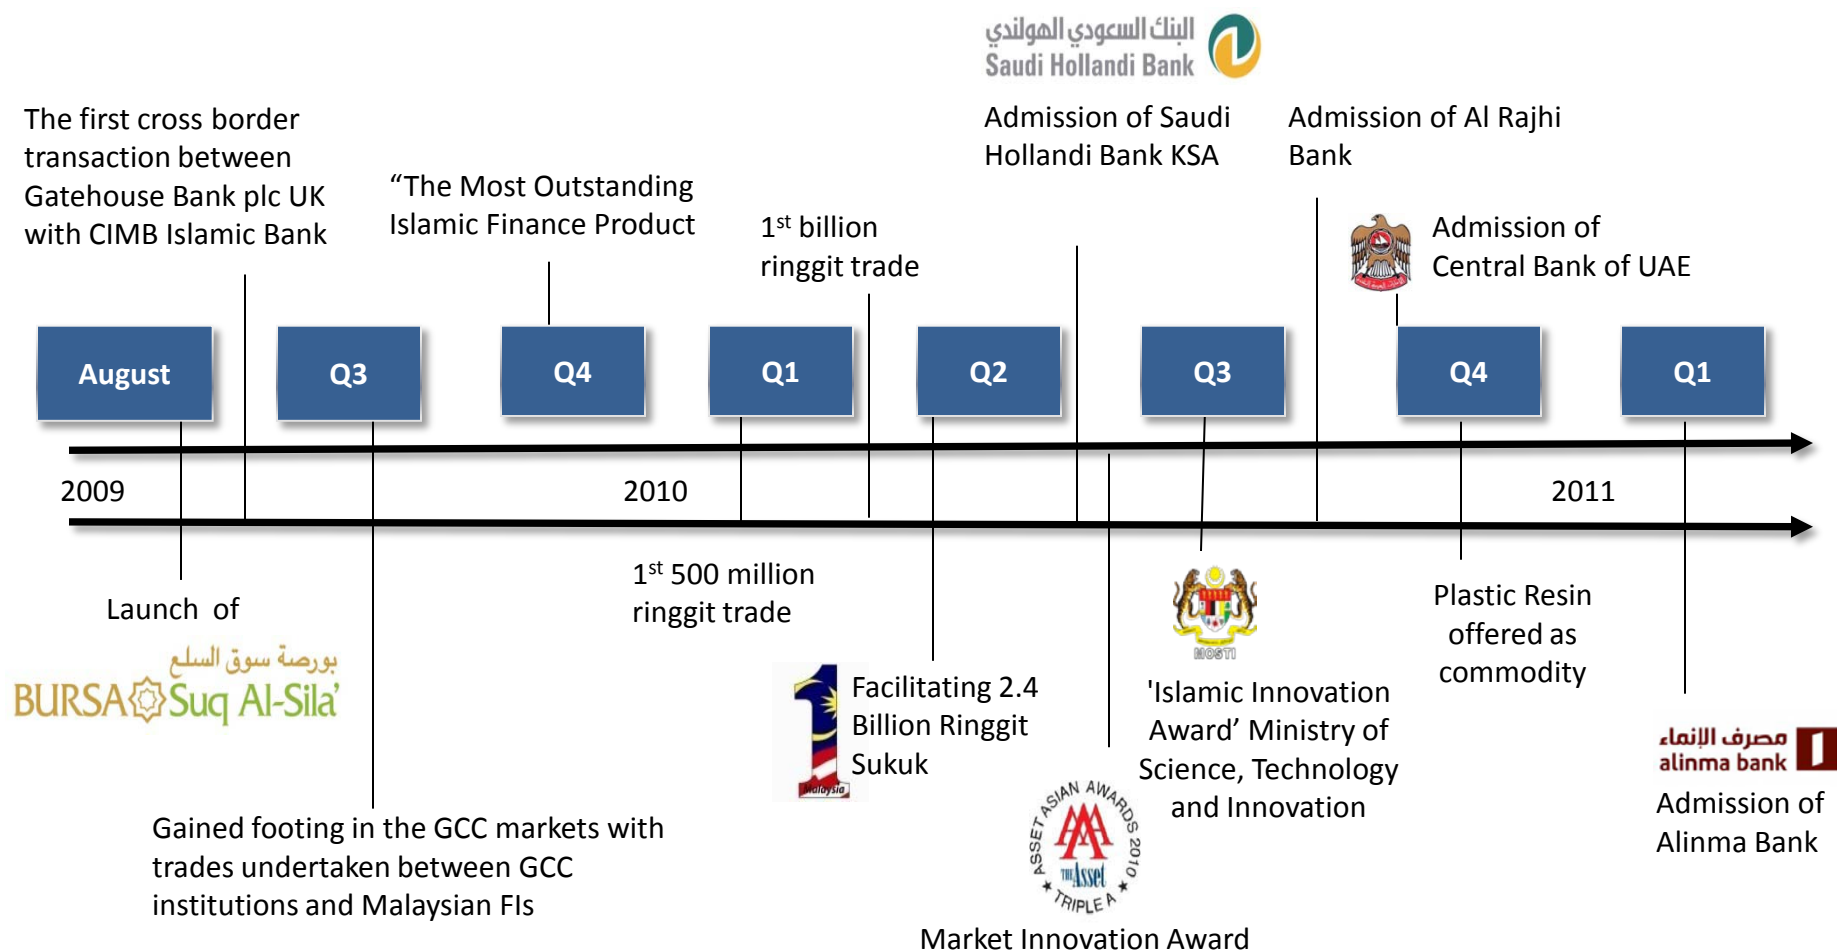 البنك السعودي الهولندي
Saudi Hollandi Bank
The first cross border
transaction between
Gatehouse Bank plc UK
with CIMB Islamic Bank
“The Most Outstanding
Islamic Finance Product
1st billion
ringgit trade
Admission of Saudi
Hollandi Bank KSA
Admission of Al Rajhi
Bank
Admission of
Central Bank of UAE
August
Q3
Q4
Q1
Q2
Q3
Q4
Q1
2009
2010
2011
Launch of
بورصة سوق السلع
BURSA Suq Al-Sila’
Gained footing in the GCC markets with
trades undertaken between GCC
institutions and Malaysian FIs
1st 500 million
ringgit trade
1 Malaysia
Facilitating 2.4
Billion Ringgit
Sukuk
ASSET ASIAN AWARDS 2010
THE Asset
TRIPLE A
Market Innovation Award
MOSTI
'Islamic Innovation
Award’ Ministry of
Science, Technology
and Innovation
Plastic Resin
offered as
commodity
مصرف الإنماء
alinma bank
Admission of
Alinma Bank